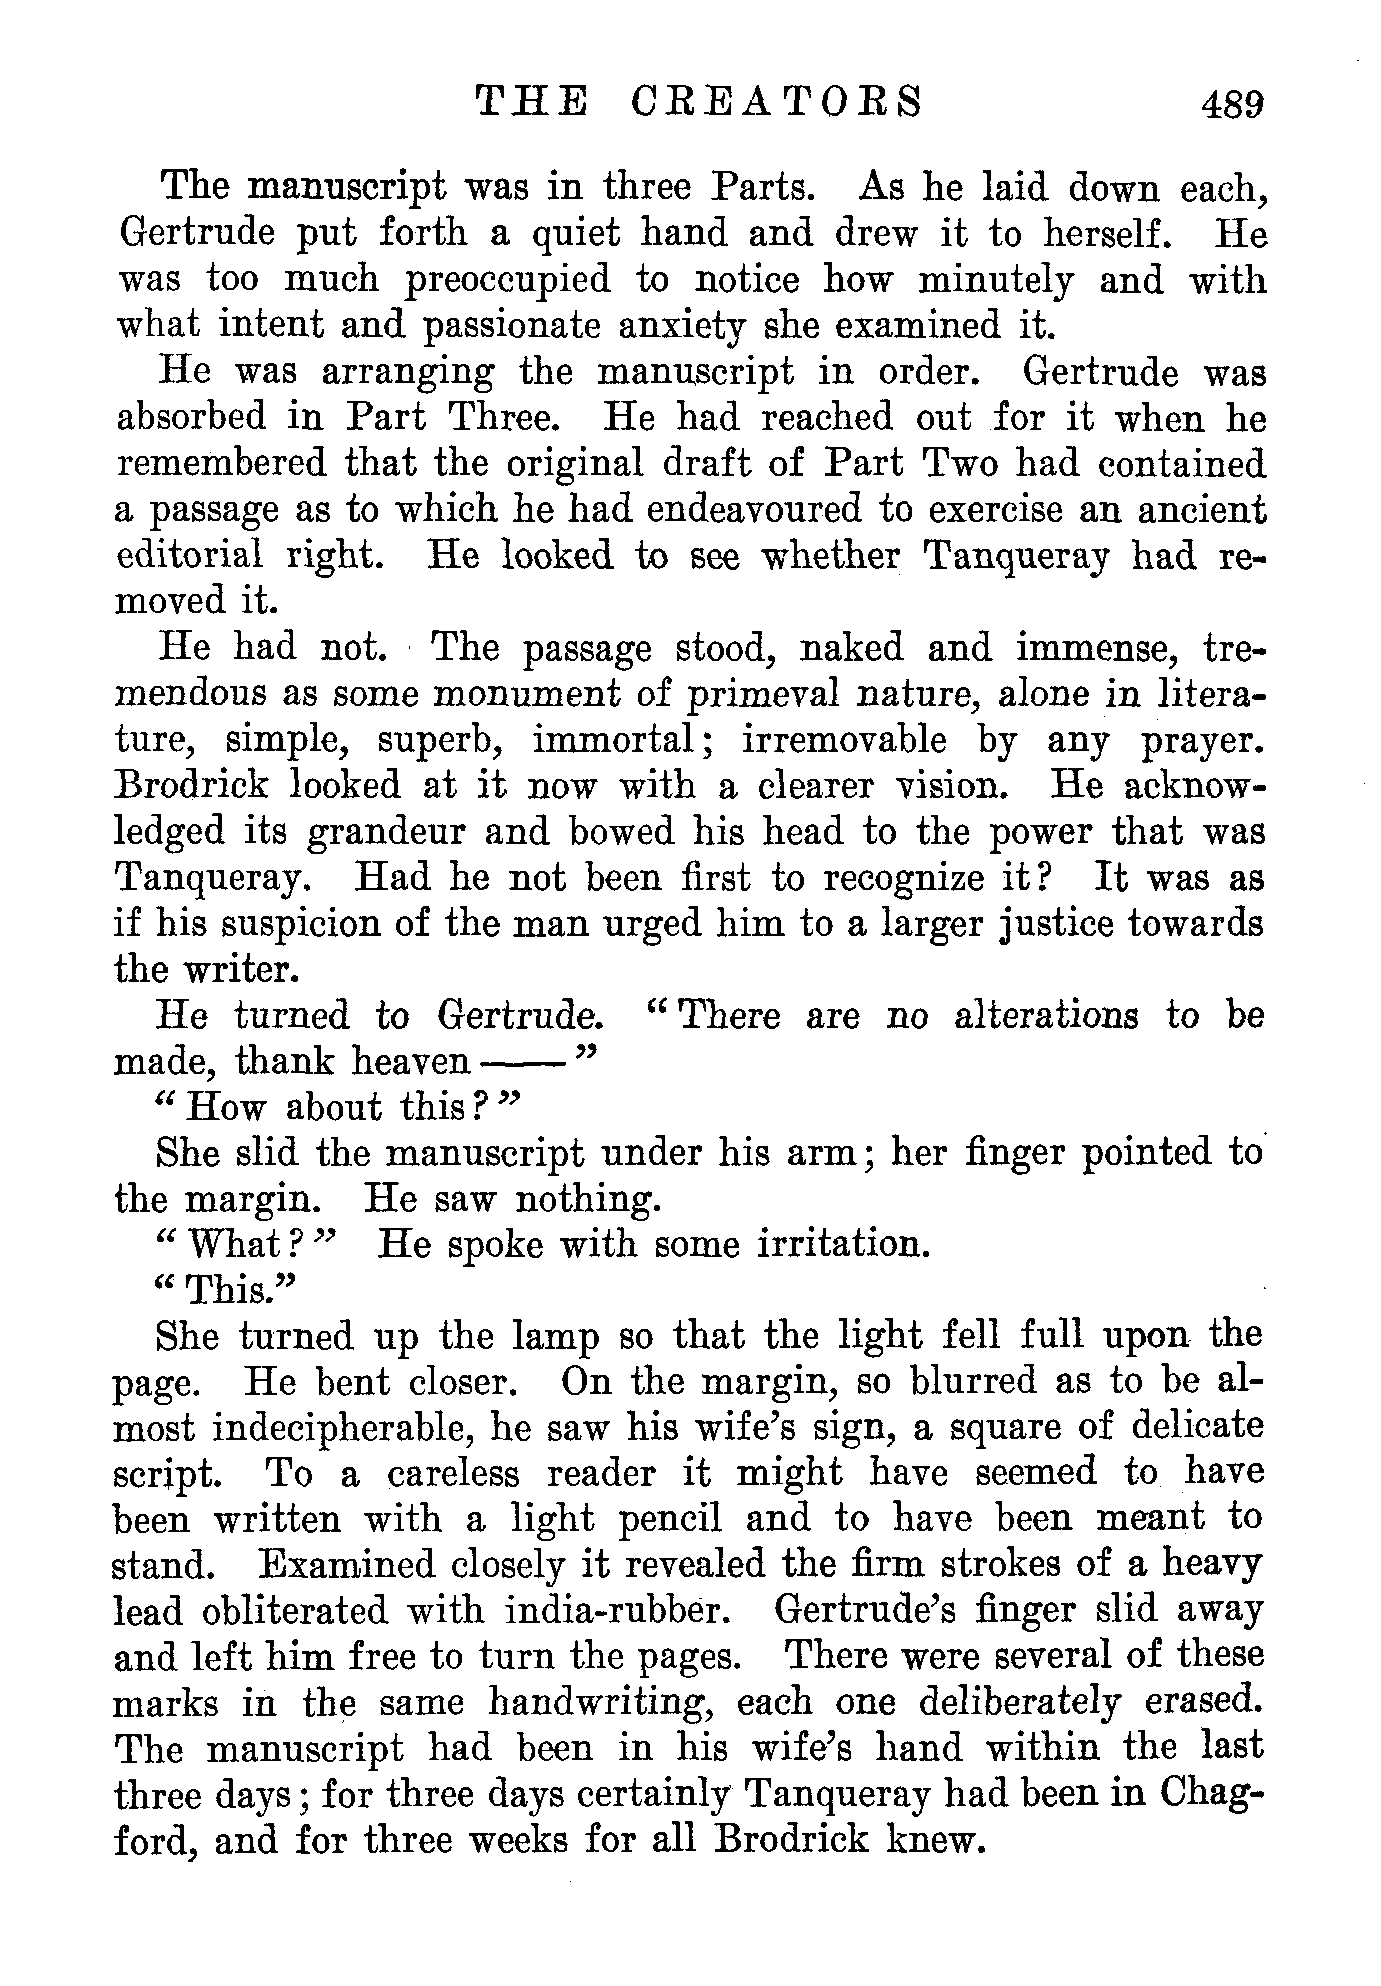 THE CREATORS 489
The manuscript was in three Parts. As he laid down each,
Gertrude put forth a quiet hand and drew it to herself. He
was too much preoccupied to notice how minutely and with
what intent and passionate anxiety she examined it.
He was arranging the manuscript in order. Gertrude was
absorbed in Part Three. He had reached out for it when he
remembered that the original draft of Part Two had contained
a passage as to which he had endeavoured to exercise an ancient
editorial right. He looked to see whether Tanqueray had re-
moved it.
He had not. The passage stood, naked and immense, tre-
mendous as some monument of primeval nature, alone in litera-
ture, simple, superb, immortal; irremovable by any prayer.
Brodrick looked at it now with a clearer vision. He acknow-
ledged its grandeur and bowed his head to the power that was
Tanqueray. Had he not been first to recognize it? It was as
if his suspicion of the man urged him to a larger justice towards
the writer.
He turned to Gertrude. “There are no alterations to be
made, thank heaven——”
“How about this?”
She slid the manuscript under his arm; her finger pointed to
the margin. He saw nothing.
“What?” He spoke with some irritation.
“This.”
She turned up the lamp so that the light fell full upon the
page. He bent closer. On the margin, so blurred as to be al-
most indecipherable, he saw his wife’s sign, a square of delicate
script. To a careless reader it might have seemed to have
been written with a light pencil and to have been meant to
stand. Examined closely it revealed the firm strokes of a heavy
lead obliterated with india-rubber. Gertrude’s finger slid away
and left him free to turn the pages. There were several of these
marks in the same handwriting, each one deliberately erased.
The manuscript had been in his wife’s hand within the last
three days; for three days certainly Tanqueray had been in Chag-
ford, and for three weeks for all Brodrick knew.